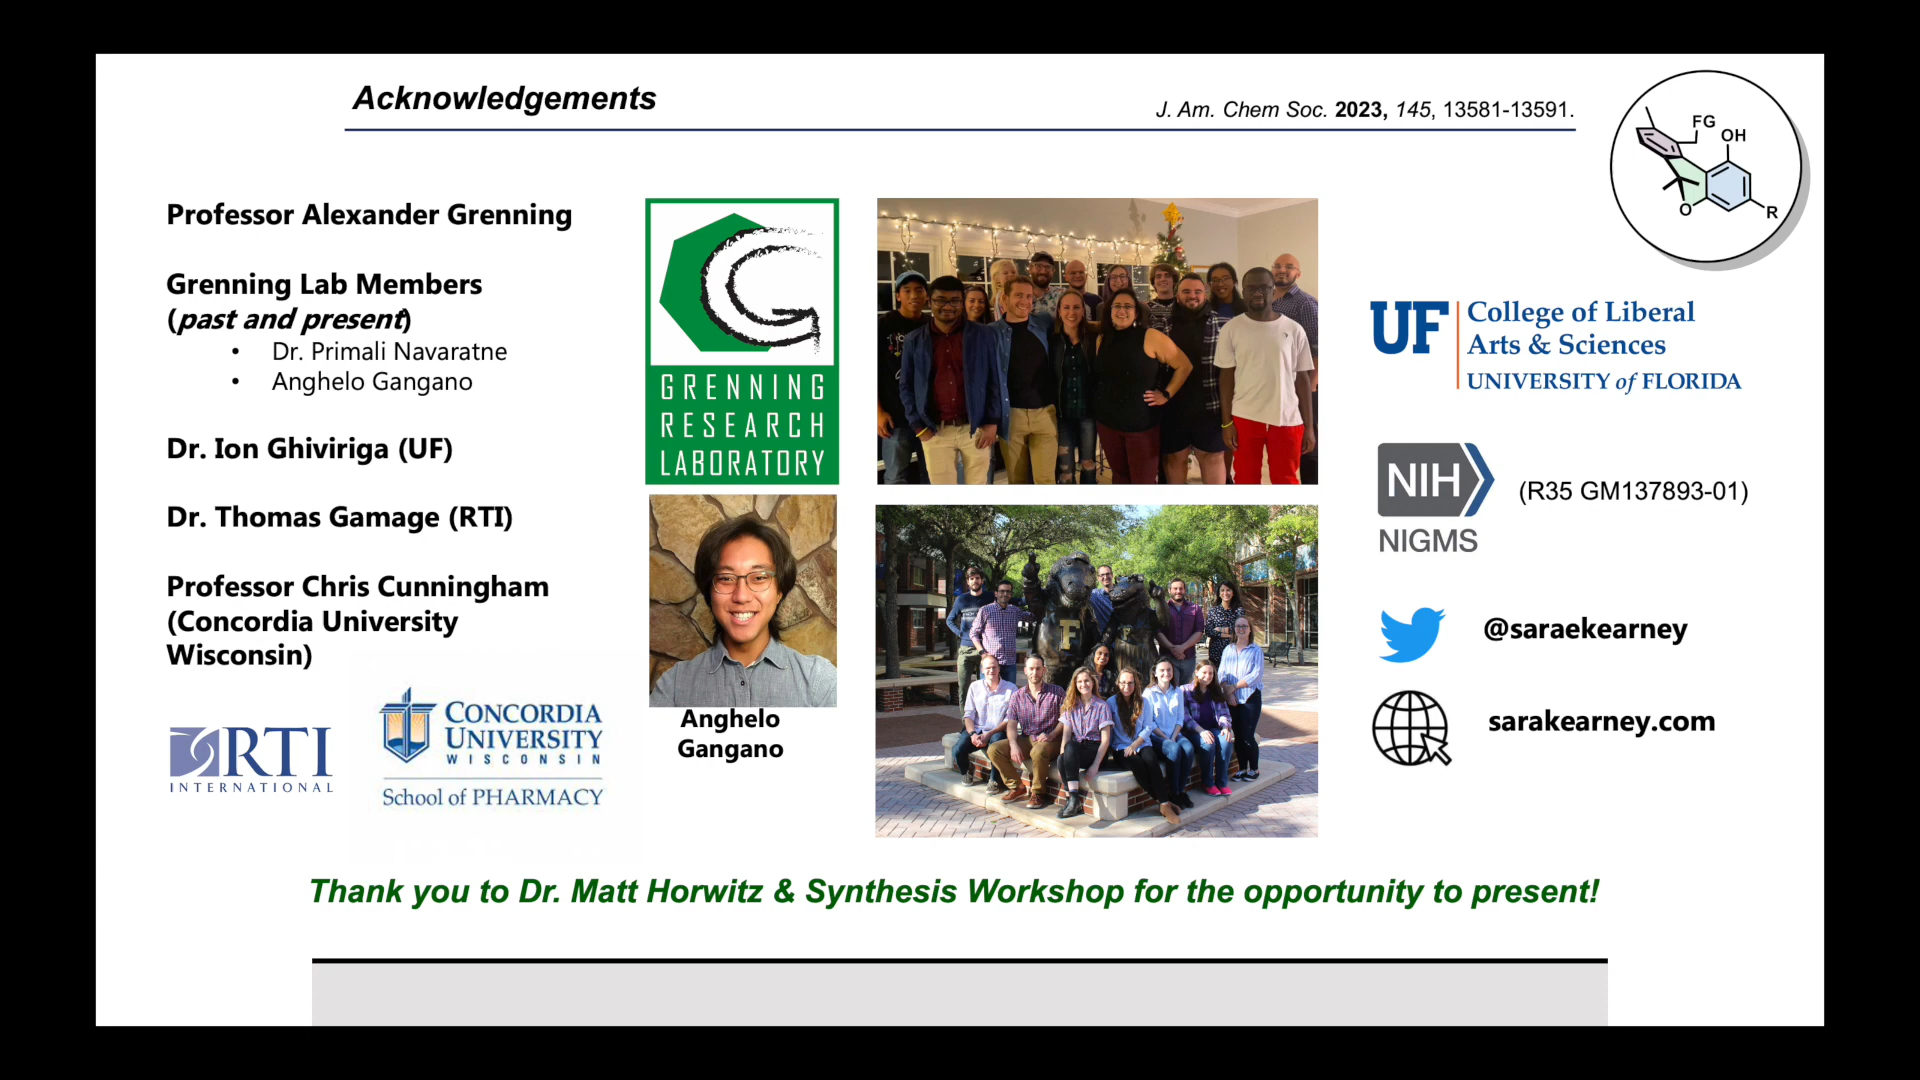 Acknowledgements
J. Am. Chem Soc. 2023, 145, 13581-13591.
FG
OH
O
R
Professor Alexander Grenning
Grenning Lab Members
(past and present)
• Dr. Primali Navaratne
• Anghelo Gangano
Dr. Ion Ghiviriga (UF)
Dr. Thomas Gamage (RTI)
Professor Chris Cunningham
(Concordia University
Wisconsin)
RTI
INTERNATIONAL
CONCORDIA
UNIVERSITY
WISCONSIN
School of PHARMACY
GRENNING
RESEARCH
LABORATORY
Anghelo
Gangano
F
F
UF College of Liberal
Arts & Sciences
UNIVERSITY of FLORIDA
NIH
NIGMS
(R35 GM137893-01)
@saraekearney
sarakearney.com
Thank you to Dr. Matt Horwitz & Synthesis Workshop for the opportunity to present!